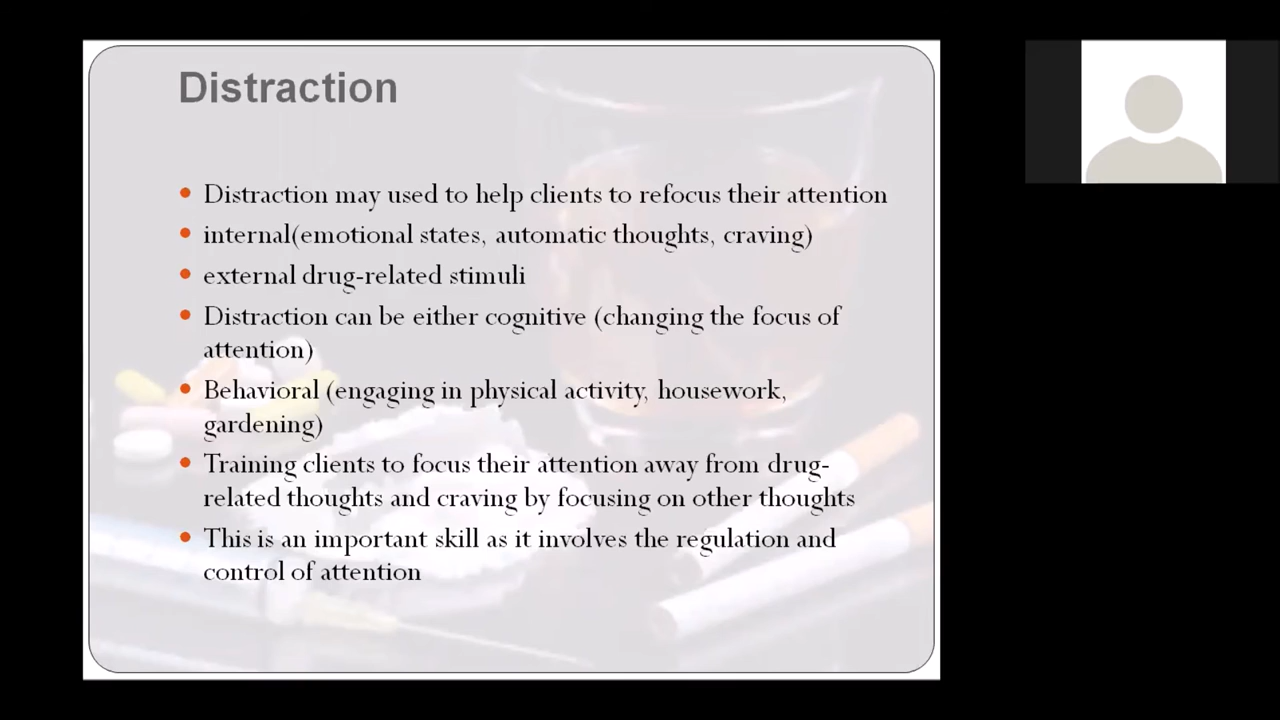 Distraction
Distraction may used to help clients to refocus their attention
internal(emotional states, automatic thoughts, craving)
external drug-related stimuli
Distraction can be either cognitive (changing the focus of
attention)
Behavioral (engaging in physical activity, housework,
gardening)
Training clients to focus their attention away from drug-
related thoughts and craving by focusing on other thoughts
This is an important skill as it involves the regulation and
control of attention